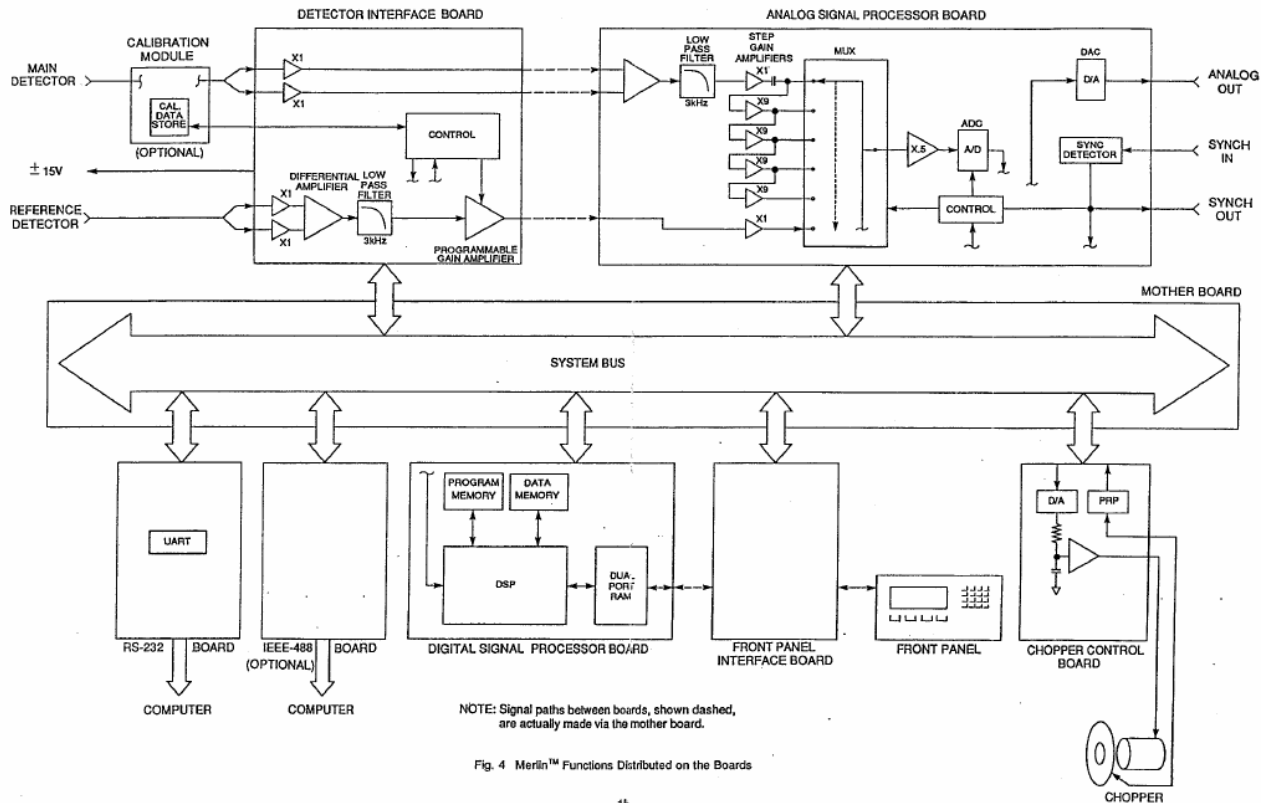 DETECTOR INTERFACE BOARD
ANALOG SIGNAL PROCESSOR BOARD
CALIBRATION
MODULE
MAIN
DETECTOR
CAL.
DATA
STORE
(OPTIONAL)
± 15V
REFERENCE
DETECTOR
X1
X1
CONTROL
DIFFERENTIAL
AMPLIFIER
LOW
PASS
FILTER
X1
X1
3kHz
PROGRAMMABLE
GAIN AMPLIFIER
LOW
PASS
FILTER
3kHz
STEP
GAIN
AMPLIFIERS
X1
X9
X9
X9
X9
X1
MUX
X.5
ADC
A/D
CONTROL
DAC
D/A
SYNC
DETECTOR
ANALOG
OUT
SYNCH
IN
SYNCH
OUT
MOTHER BOARD
SYSTEM BUS
UART
RS-232 BOARD
COMPUTER
IEEE-488 BOARD
(OPTIONAL)
COMPUTER
PROGRAM
MEMORY
DATA
MEMORY
DSP
DUAL
PORT
RAM
DIGITAL SIGNAL PROCESSOR BOARD
FRONT PANEL
INTERFACE BOARD
FRONT PANEL
D/A
PRP
CHOPPER CONTROL
BOARD
CHOPPER
NOTE: Signal paths between boards, shown dashed,
are actually made via the mother board.
Fig. 4 Merlin™ Functions Distributed on the Boards